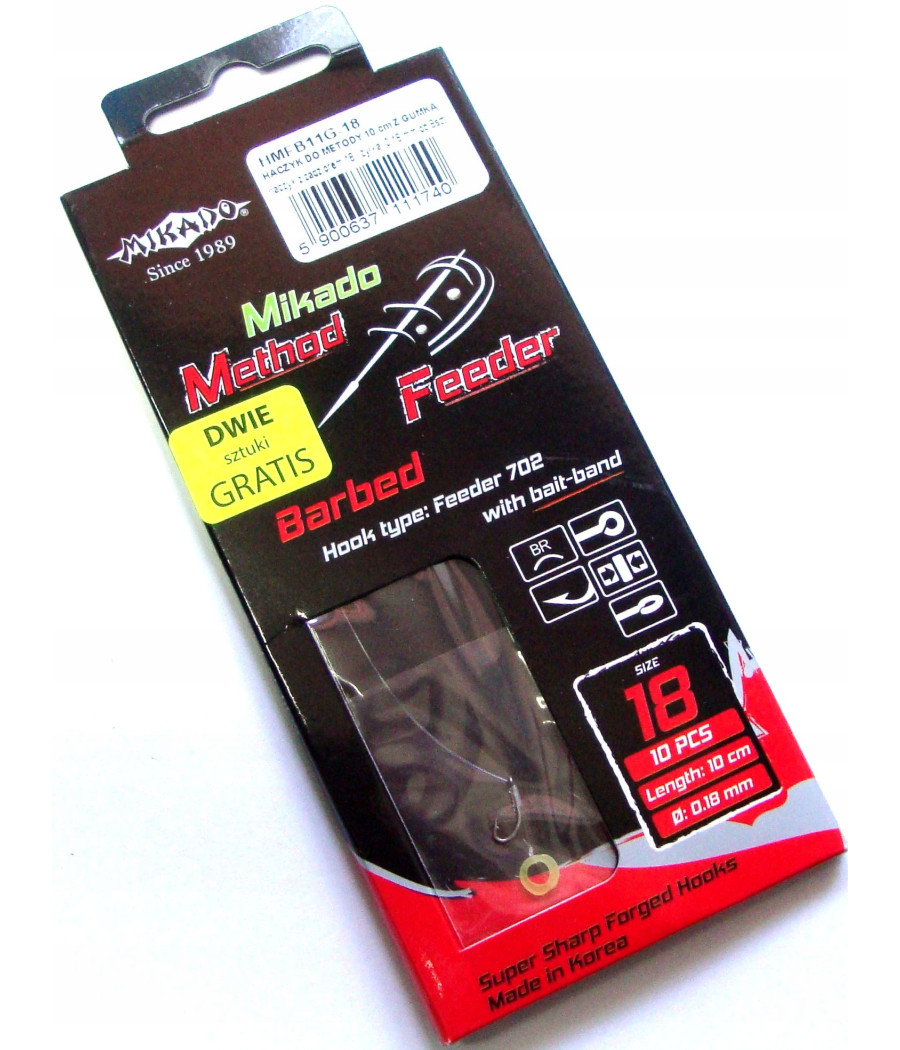 HMFB11G-18
HACZYK DO METODY 10 cm Z GUMKĄ
5 900637 111740
MIKADO®
Since 1989
Mikado
Method
Feeder
DWIE
sztuki
GRATIS
Barbed
Hook type: Feeder 702
with bait-band
BR
SIZE
18
10 PCS
Length: 10 cm
Ø: 0.18 mm
Super Sharp Forged Hooks
Made in Korea